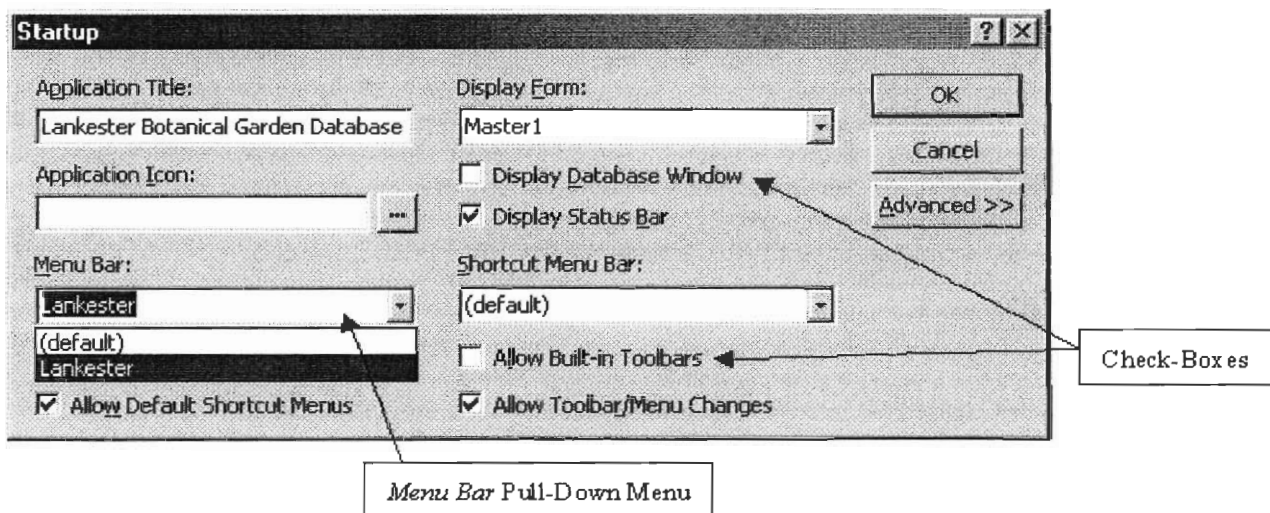 Startup
Application Title:
Lankester Botanical Garden Database
Application Icon:
...
Menu Bar:
Lankester
(default)
Lankester
Allow Default Shortcut Menus
Display Form:
Master1
Display Database Window
Display Status Bar
Shortcut Menu Bar:
(default)
Allow Built-in Toolbars
Allow Toolbar/Menu Changes
OK
Cancel
Advanced >>
Check-Boxes
Menu Bar Pull-Down Menu